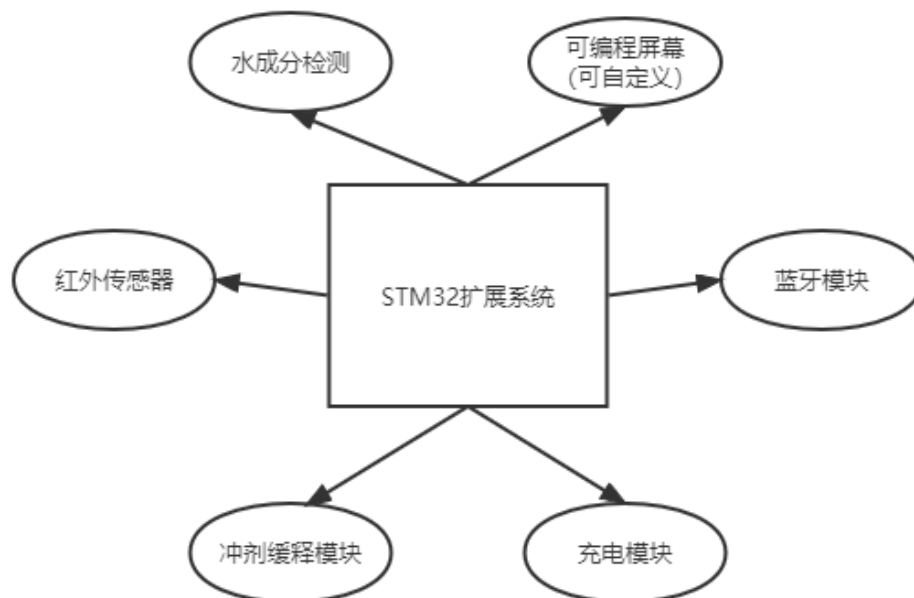 水成分检测
可编程屏幕
(可自定义)
红外传感器
STM32扩展系统
蓝牙模块
冲剂缓释模块
充电模块